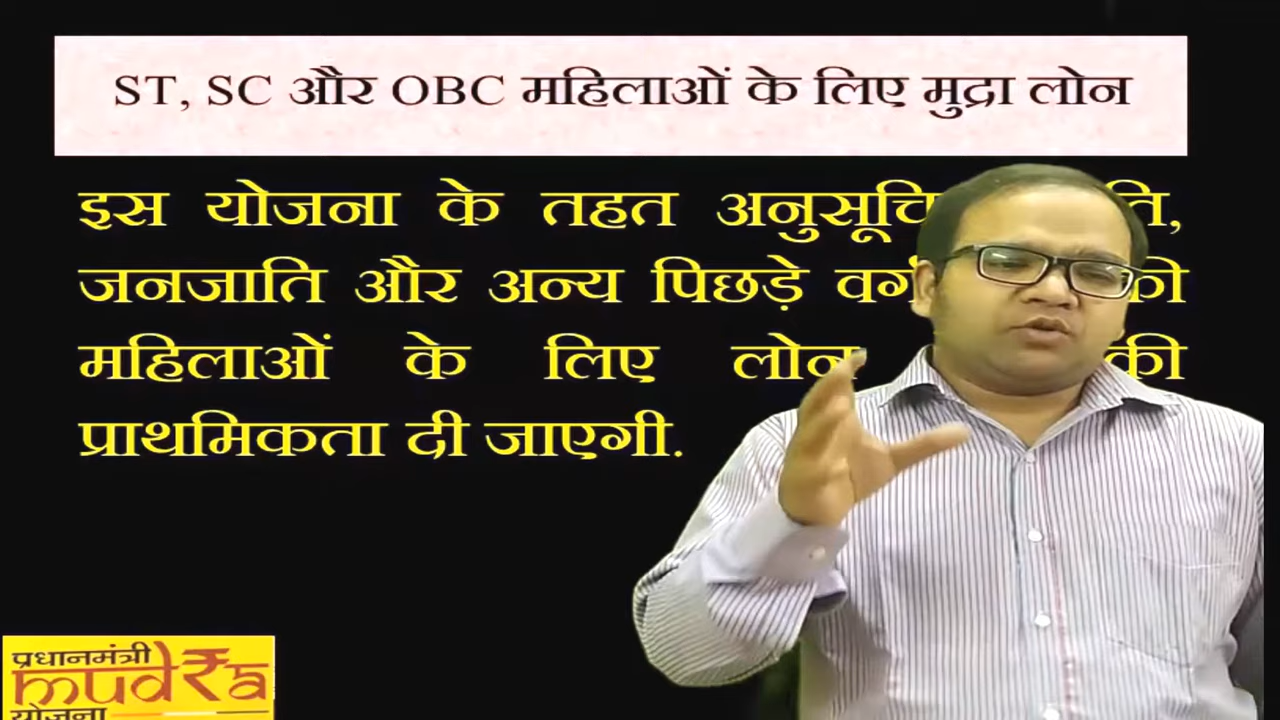 ST, SC और OBC महिलाओं के लिए मुद्रा लोन
इस योजना के तहत
जनजाति और अन्य पिछड़े
महिलाओं के लिए लोन की
प्राथमिकता दी जाएगी.
प्रधानमंत्री
mudra
योजना